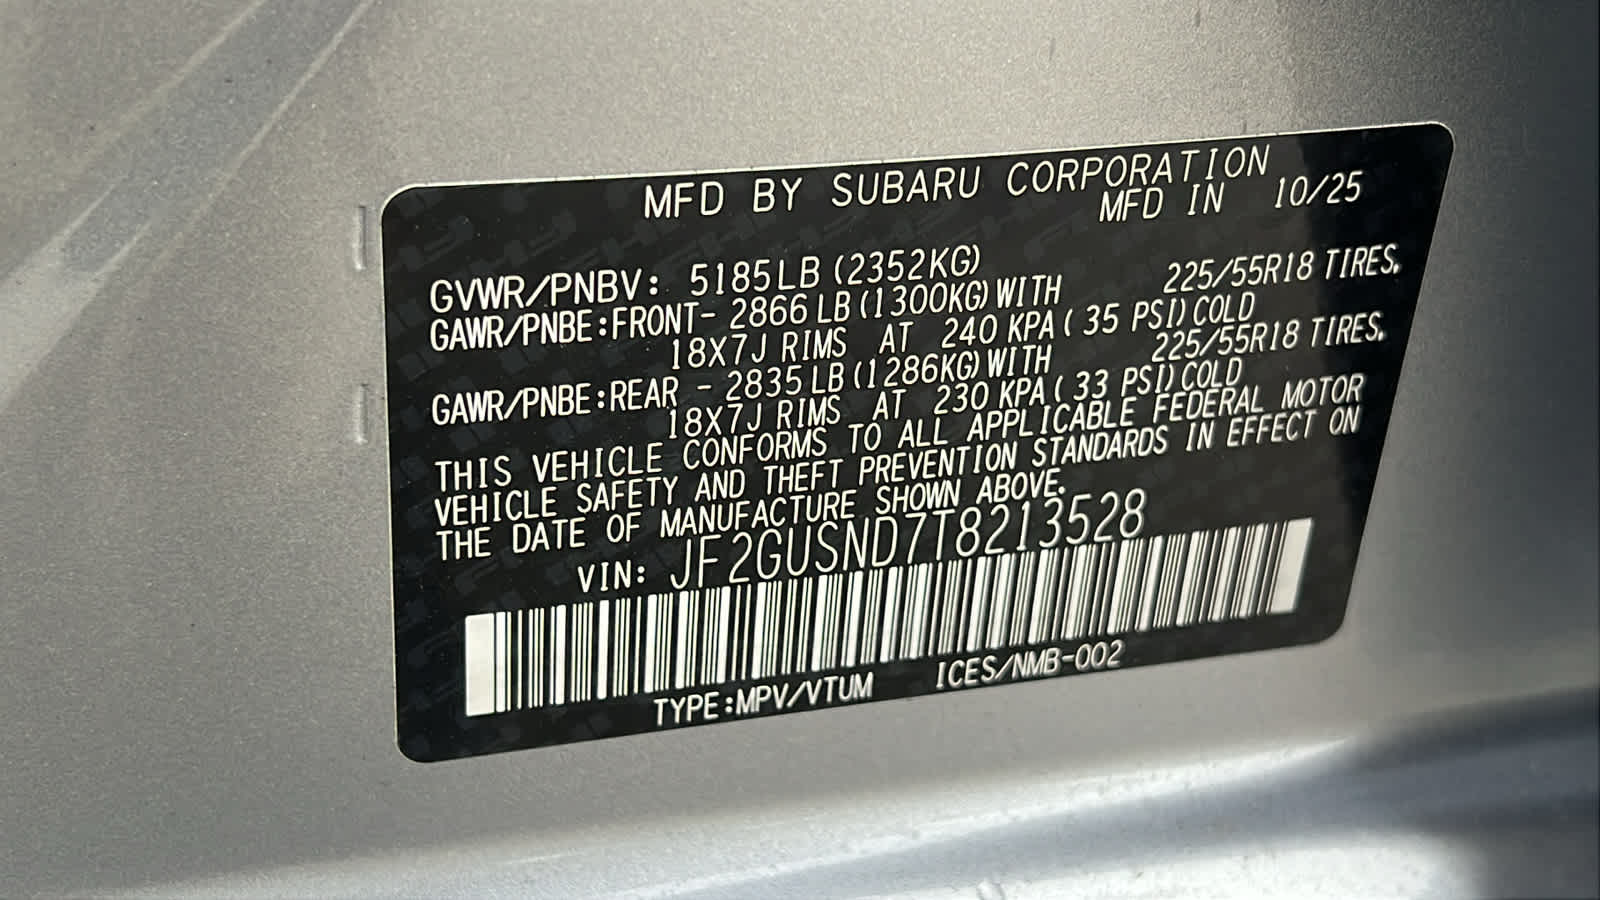 MFD BY SUBARU CORPORATION
MFD IN 10/25
GVWR/PNBV: 5185LB (2352KG)
GAWR/PNBE:FRONT- 2866 LB (1300KG) WITH 225/55R18 TIRES.
18X7J RIMS AT 240 KPA ( 35 PSI) COLD
GAWR/PNBE:REAR - 2835 LB (1286KG) WITH 225/55R18 TIRES.
18X7J RIMS AT 230 KPA ( 33 PSI) COLD
THIS VEHICLE CONFORMS TO ALL APPLICABLE FEDERAL MOTOR
VEHICLE SAFETY AND THEFT PREVENTION STANDARDS IN EFFECT ON
THE DATE OF MANUFACTURE SHOWN ABOVE.
VIN: JF2GUSND7T8213528
TYPE:MPV/VTUM ICES/NMB-002